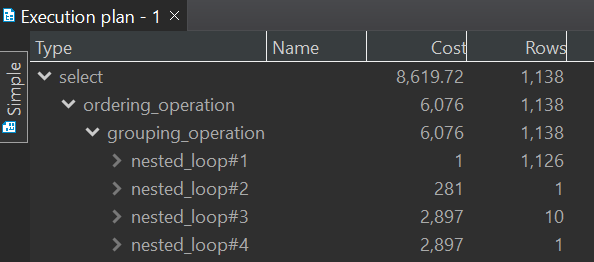 Execution plan - 1
Simple
Type Name Cost Rows
select 8,619.72 1,138
ordering_operation 6,076 1,138
grouping_operation 6,076 1,138
nested_loop#1 1 1,126
nested_loop#2 281 1
nested_loop#3 2,897 10
nested_loop#4 2,897 1